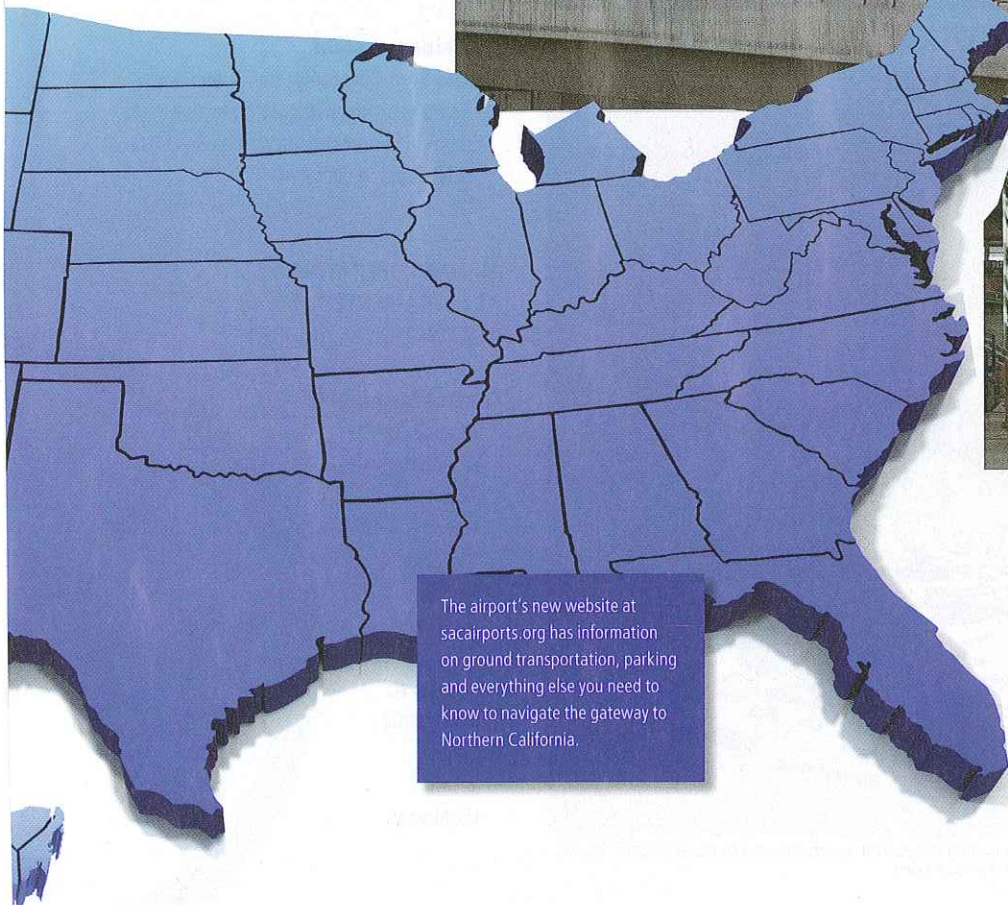 The airport's new website at
sacairports.org has information
on ground transportation, parking
and everything else you need to
know to navigate the gateway to
Northern California.